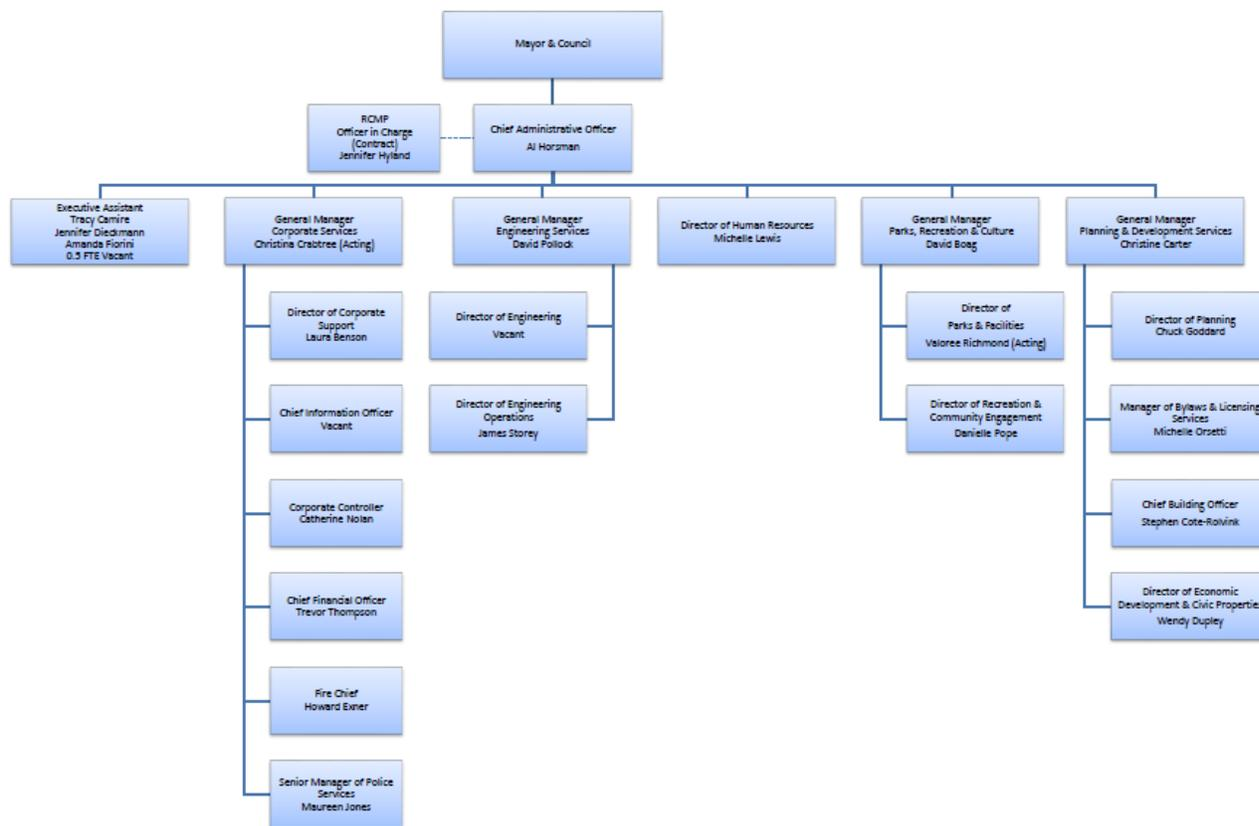 Mayor & Council
RCMP
Officer in Charge
(Contract)
Jennifer Hyland
Chief Administrative Officer
Al Horsman
Executive Assistant
Tracy Camire
Jennifer Dieckmann
Amanda Fiorini
0.5 FTE Vacant
General Manager
Corporate Services
Christina Crabtree (Acting)
General Manager
Engineering Services
David Pollock
Director of Human Resources
Michelle Lewis
General Manager
Parks, Recreation & Culture
David Boag
General Manager
Planning & Development Services
Christine Carter
Director of Corporate
Support
Laura Benson
Chief Information Officer
Vacant
Corporate Controller
Catherine Nolan
Chief Financial Officer
Trevor Thompson
Fire Chief
Howard Exner
Senior Manager of Police
Services
Maureen Jones
Director of Engineering
Vacant
Director of Engineering
Operations
James Storey
Director of
Parks & Facilities
Valoree Richmond (Acting)
Director of Recreation &
Community Engagement
Danielle Pope
Director of Planning
Chuck Goddard
Manager of Bylaws & Licensing
Services
Michelle Orsetti
Chief Building Officer
Stephen Cote-Rolvink
Director of Economic
Development & Civic Propertie
Wendy Dupley